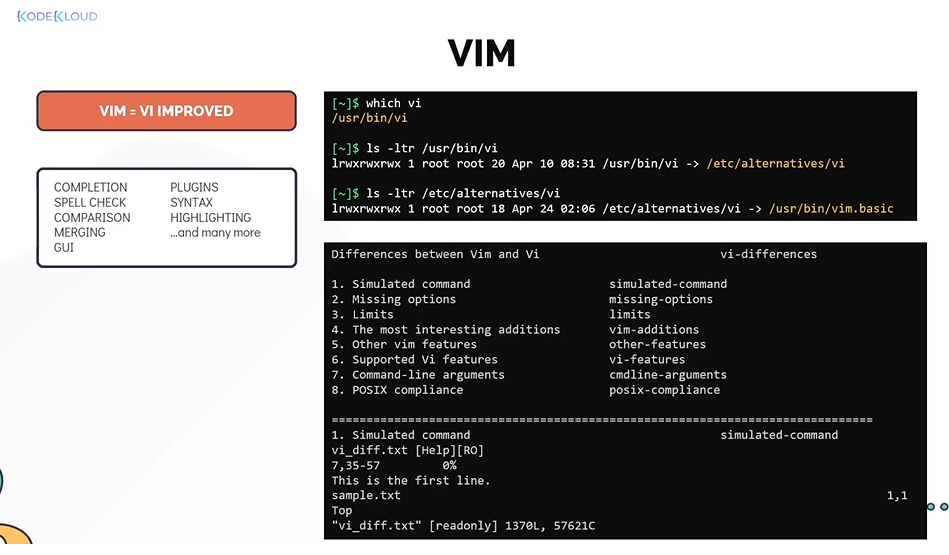 KODEKLOUD
VIM
VIM = VI IMPROVED
COMPLETION
SPELL CHECK
COMPARISON
MERGING
GUI
PLUGINS
SYNTAX
HIGHLIGHTING
...and many more
[~]$ which vi
/usr/bin/vi
[~]$ ls -ltr /usr/bin/vi
lrwxrwxrwx 1 root root 20 Apr 10 08:31 /usr/bin/vi -> /etc/alternatives/vi
[~]$ ls -ltr /etc/alternatives/vi
lrwxrwxrwx 1 root root 18 Apr 24 02:06 /etc/alternatives/vi -> /usr/bin/vim.basic
Differences between Vim and Vi vi-differences
1. Simulated command simulated-command
2. Missing options missing-options
3. Limits limits
4. The most interesting additions vim-additions
5. Other vim features other-features
6. Supported Vi features vi-features
7. Command-line arguments cmdline-arguments
8. POSIX compliance posix-compliance
==============================================================================
1. Simulated command simulated-command
vi_diff.txt [Help][RO]
7,35-57 0%
This is the first line.
sample.txt 1,1
Top
"vi_diff.txt" [readonly] 1370L, 57621C